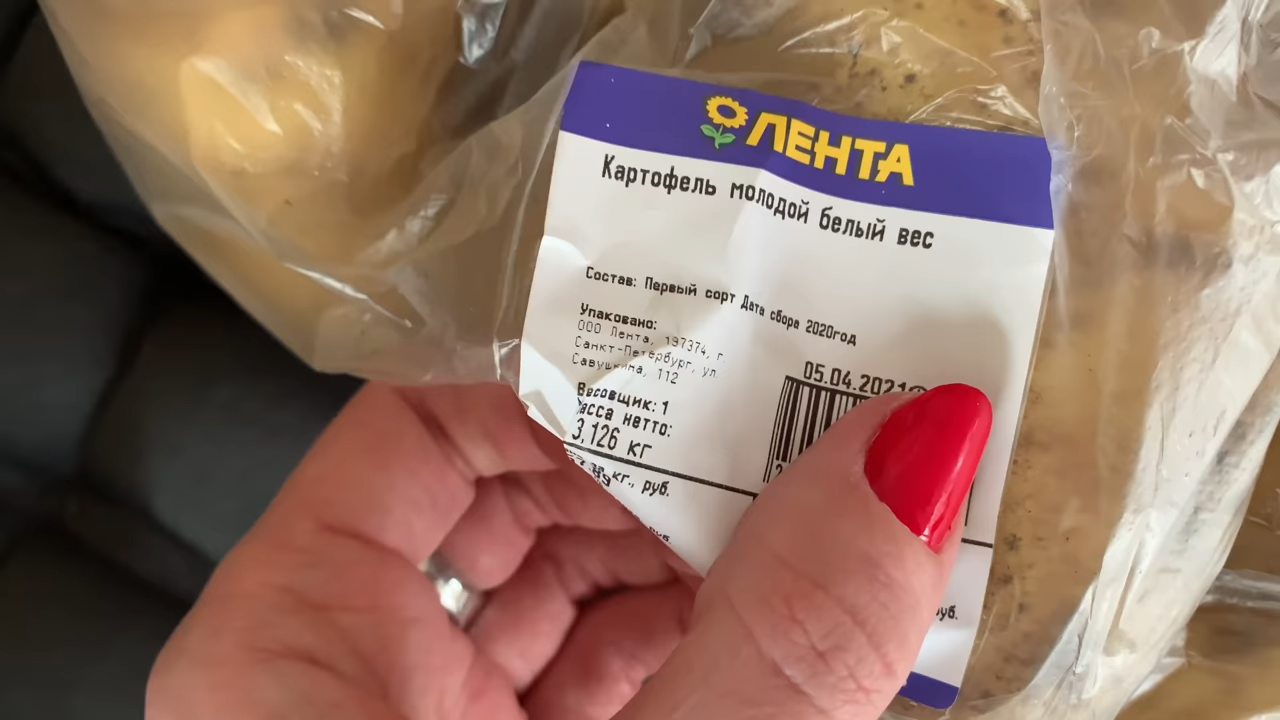 ЛЕНТА
Картофель молодой белый вес
Состав: Первый сорт Дата сбора 2020год
Упаковано:
ООО Лента, 197374, г.
Санкт-Петербург, ул.
Савушкина, 112
05.04.2021
Весовщик: 1
асса нетто:
3,126 кг
кг., руб.
руб.